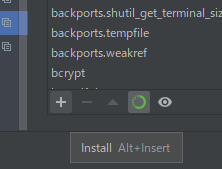 backports.shutil_get_terminal_siz
backports.tempfile
backports.weakref
bcrypt
Install Alt+Insert